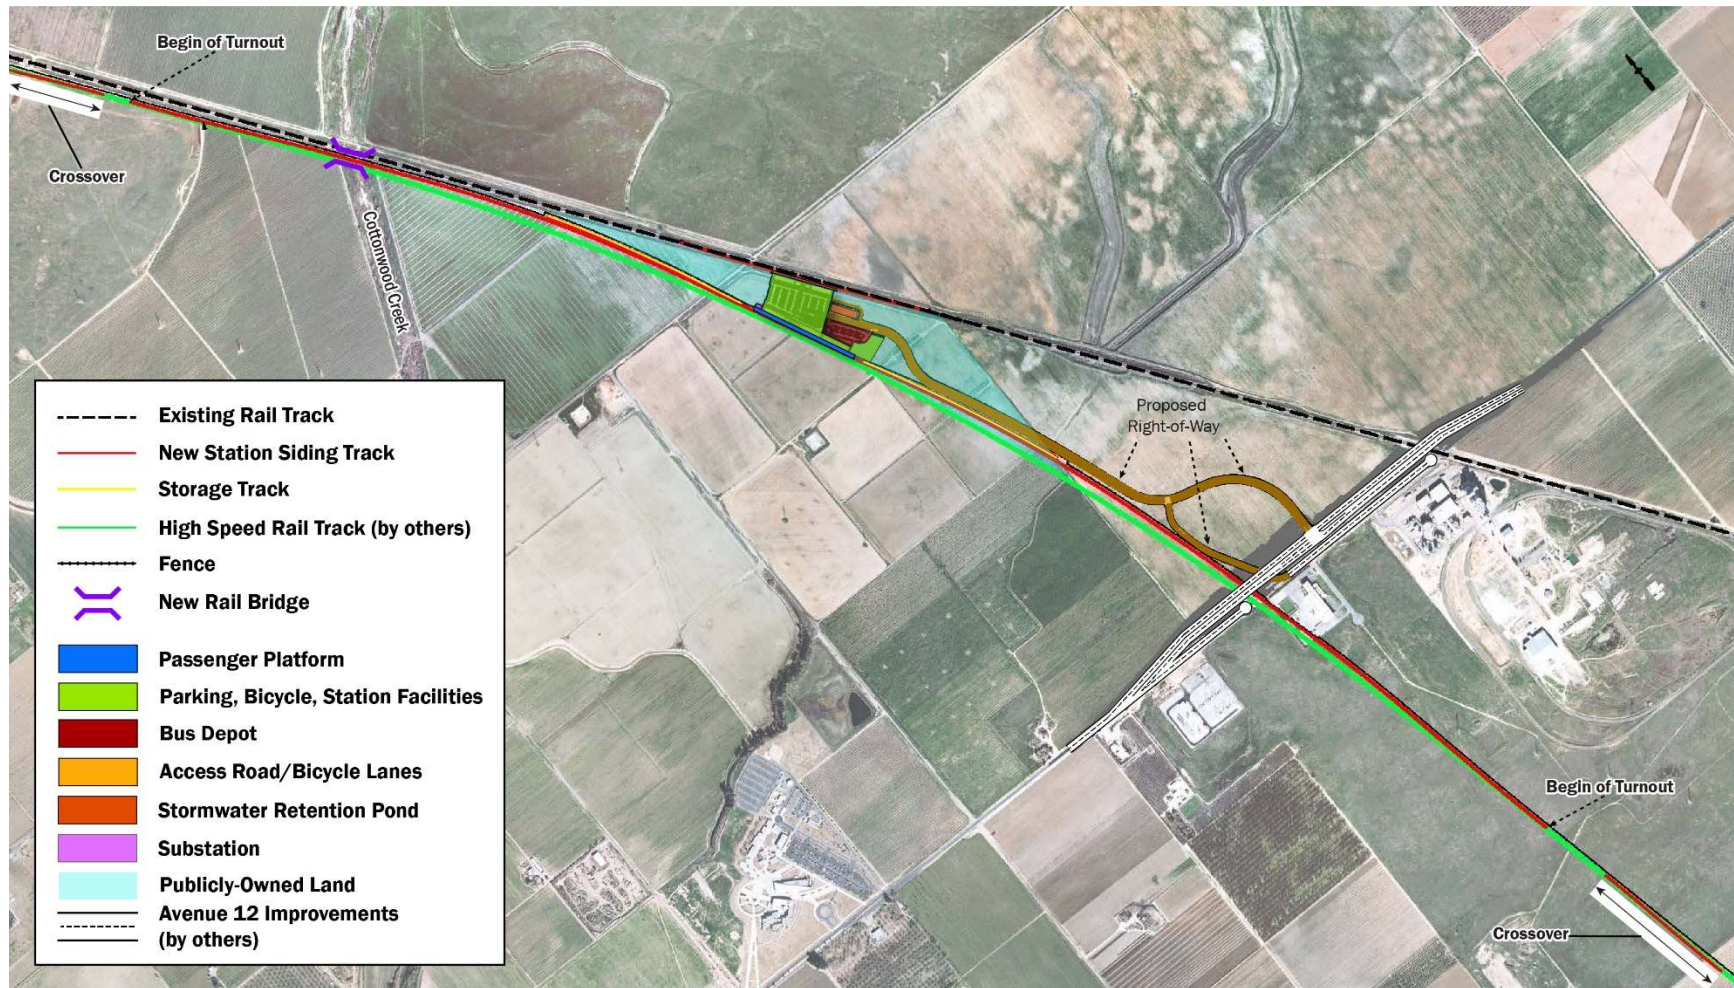 Begin of Turnout
Crossover
Cottonwood Creek
Proposed
Right-of-Way
Begin of Turnout
Crossover
Existing Rail Track
New Station Siding Track
Storage Track
High Speed Rail Track (by others)
Fence
New Rail Bridge
Passenger Platform
Parking, Bicycle, Station Facilities
Bus Depot
Access Road/Bicycle Lanes
Stormwater Retention Pond
Substation
Publicly-Owned Land
Avenue 12 Improvements
(by others)